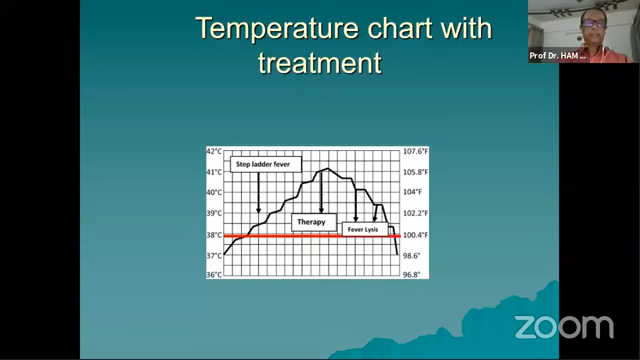 Temperature chart with
treatment
Prof Dr. HAM ...
42°C
41°C
40°C
39°C
38°C
37°C
36°C
Step ladder fever
Therapy
Fever Lysis
107.6°F
105.8°F
104°F
102.2°F
100.4°F
98.6°
96.8°
zoom